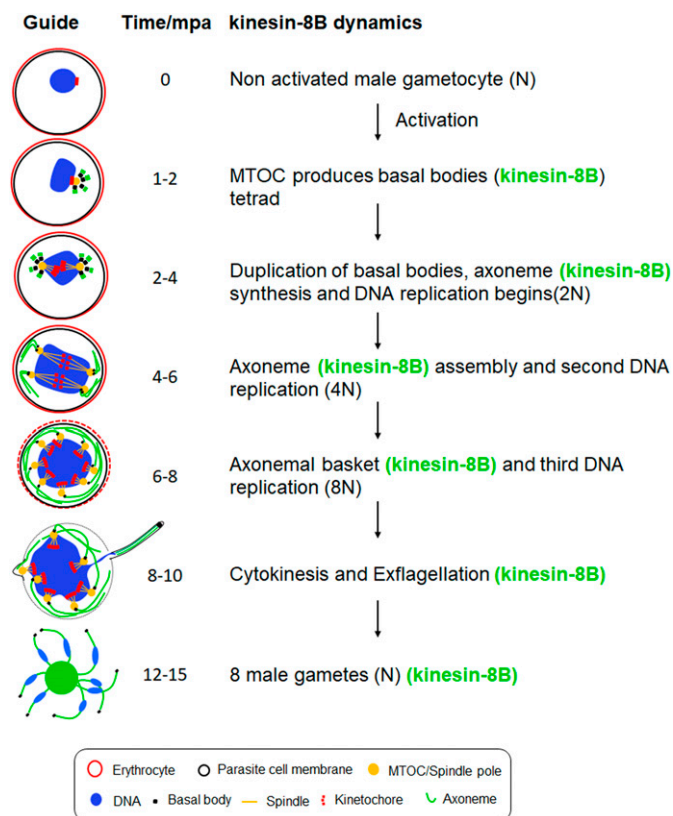 Guide Time/mpa kinesin-8B dynamics
0 Non activated male gametocyte (N)
Activation
1-2 MTOC produces basal bodies (kinesin-8B)
tetrad
2-4 Duplication of basal bodies, axoneme (kinesin-8B)
synthesis and DNA replication begins(2N)
4-6 Axoneme (kinesin-8B) assembly and second DNA
replication (4N)
6-8 Axonemal basket (kinesin-8B) and third DNA
replication (8N)
8-10 Cytokinesis and Exflagellation (kinesin-8B)
12-15 8 male gametes (N) (kinesin-8B)
Erythrocyte Parasite cell membrane MTOC/Spindle pole
DNA Basal body Spindle Kinetochore Axoneme